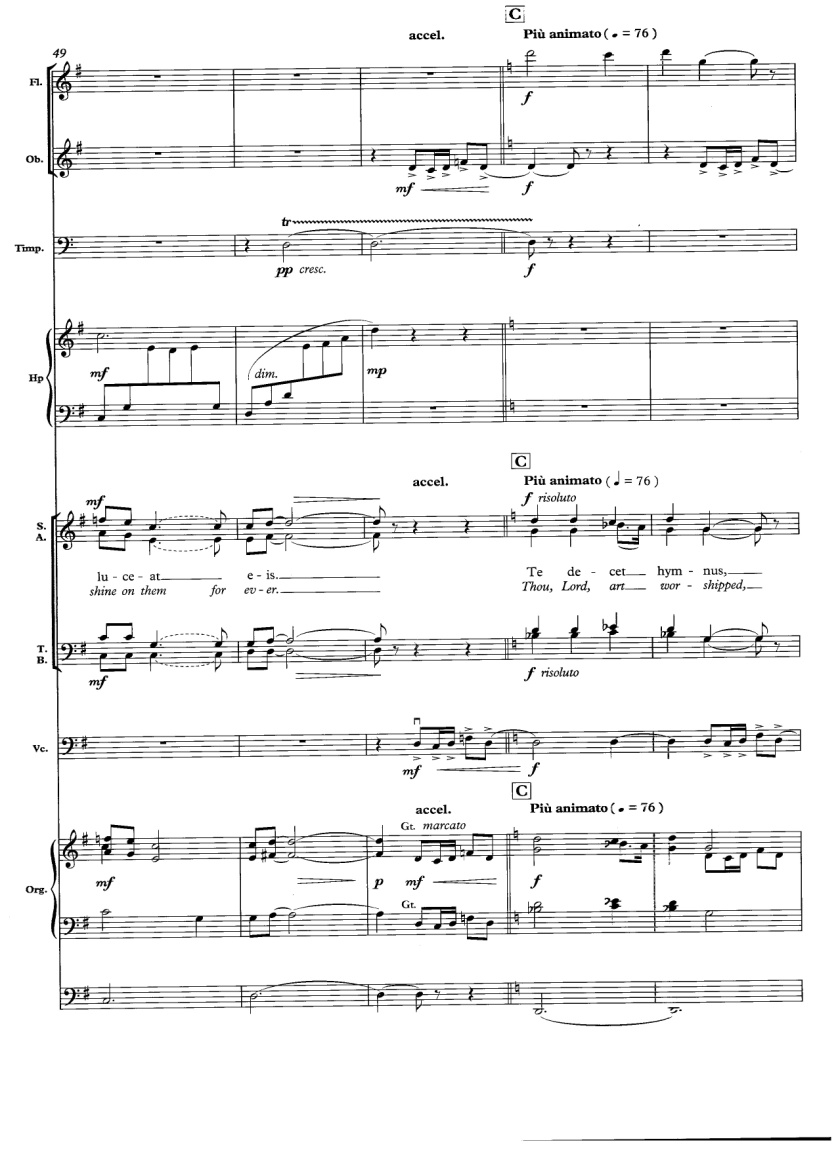 C
accel. Più animato ( ♩ = 76 )
49
Fl.
f
Ob.
mf f
tr
Timp.
pp cresc. f
Hp
mf dim. mp
C
accel. Più animato ( ♩ = 76 )
mf f risoluto
S.
A.
lu - ce - at e - is. Te de - cet hym - nus,
shine on them for ev - er. Thou, Lord, art wor - shipped,
T.
B.
mf f risoluto
Vc.
mf f
C
accel. Più animato ( ♩ = 76 )
Gt. marcato
mf p mf f
Org.
Gt.